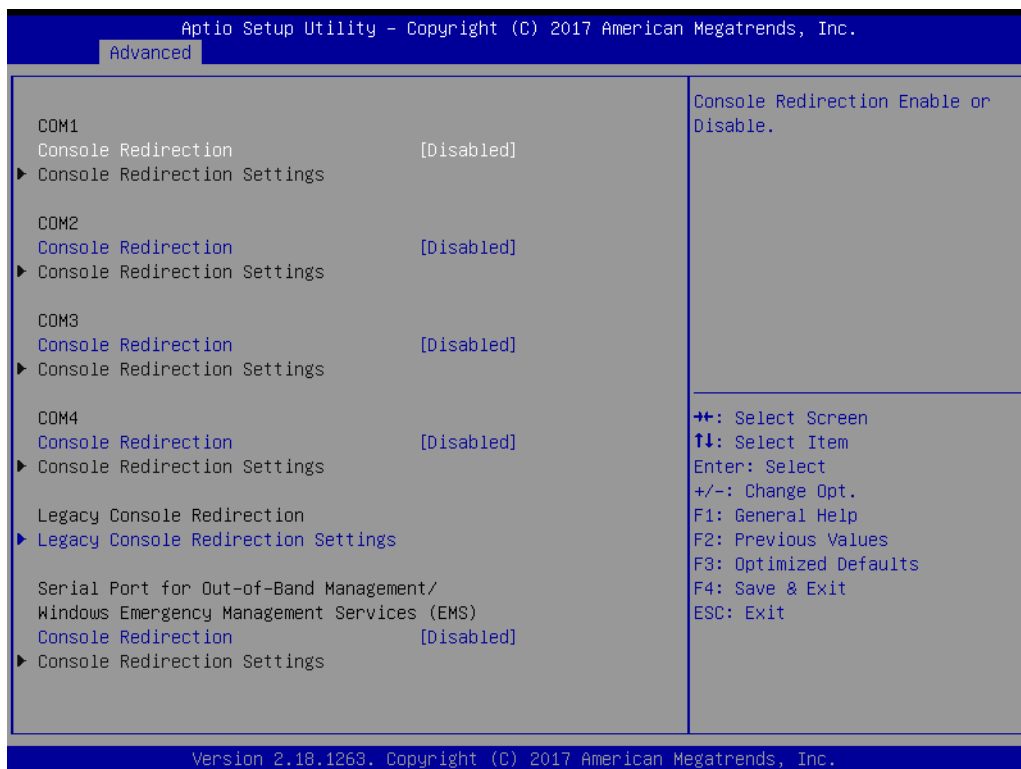 Aptio Setup Utility – Copyright (C) 2017 American Megatrends, Inc.
Advanced
COM1
Console Redirection [Disabled]
▶ Console Redirection Settings
COM2
Console Redirection [Disabled]
▶ Console Redirection Settings
COM3
Console Redirection [Disabled]
▶ Console Redirection Settings
COM4
Console Redirection [Disabled]
▶ Console Redirection Settings
Legacy Console Redirection
▶ Legacy Console Redirection Settings
Serial Port for Out-of-Band Management/
Windows Emergency Management Services (EMS)
Console Redirection [Disabled]
▶ Console Redirection Settings
Console Redirection Enable or
Disable.
→←: Select Screen
↑↓: Select Item
Enter: Select
+/-: Change Opt.
F1: General Help
F2: Previous Values
F3: Optimized Defaults
F4: Save & Exit
ESC: Exit
Version 2.18.1263. Copyright (C) 2017 American Megatrends, Inc.